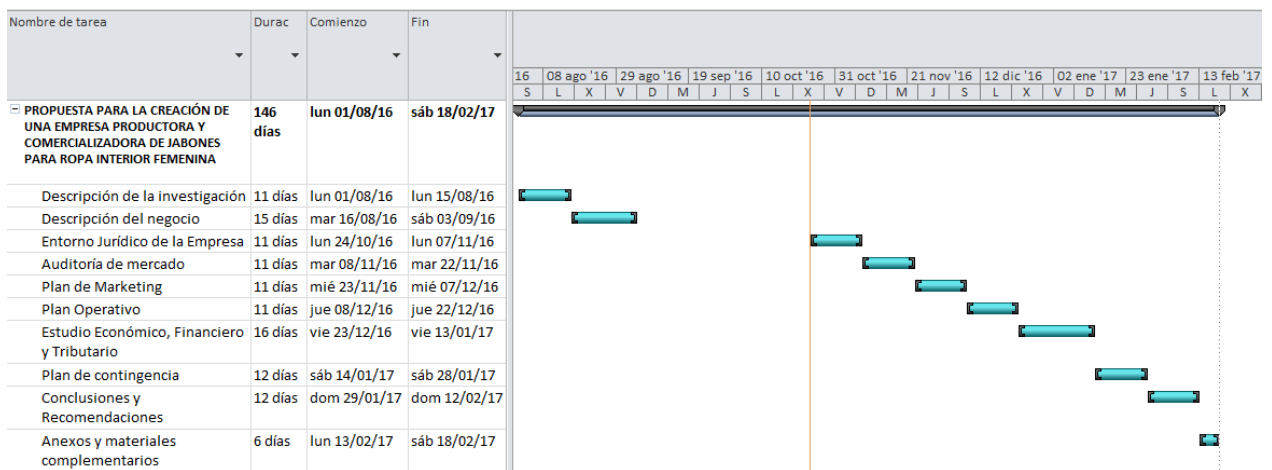 Nombre de tarea Durac Comienzo Fin
16 08 ago '16 29 ago '16 19 sep '16 10 oct '16 31 oct '16 21 nov '16 12 dic '16 02 ene '17 23 ene '17 13 feb '17
S L X V D M J S L X V D M J S L X V D M J S L X
PROPUESTA PARA LA CREACIÓN DE 146 lun 01/08/16 sáb 18/02/17
UNA EMPRESA PRODUCTORA Y días
COMERCIALIZADORA DE JABONES
PARA ROPA INTERIOR FEMENINA
Descripción de la investigación 11 días lun 01/08/16 lun 15/08/16
Descripción del negocio 15 días mar 16/08/16 sáb 03/09/16
Entorno Jurídico de la Empresa 11 días lun 24/10/16 lun 07/11/16
Auditoría de mercado 11 días mar 08/11/16 mar 22/11/16
Plan de Marketing 11 días mié 23/11/16 mié 07/12/16
Plan Operativo 11 días jue 08/12/16 jue 22/12/16
Estudio Económico, Financiero 16 días vie 23/12/16 vie 13/01/17
y Tributario
Plan de contingencia 12 días sáb 14/01/17 sáb 28/01/17
Conclusiones y 12 días dom 29/01/17 dom 12/02/17
Recomendaciones
Anexos y materiales 6 días lun 13/02/17 sáb 18/02/17
complementarios